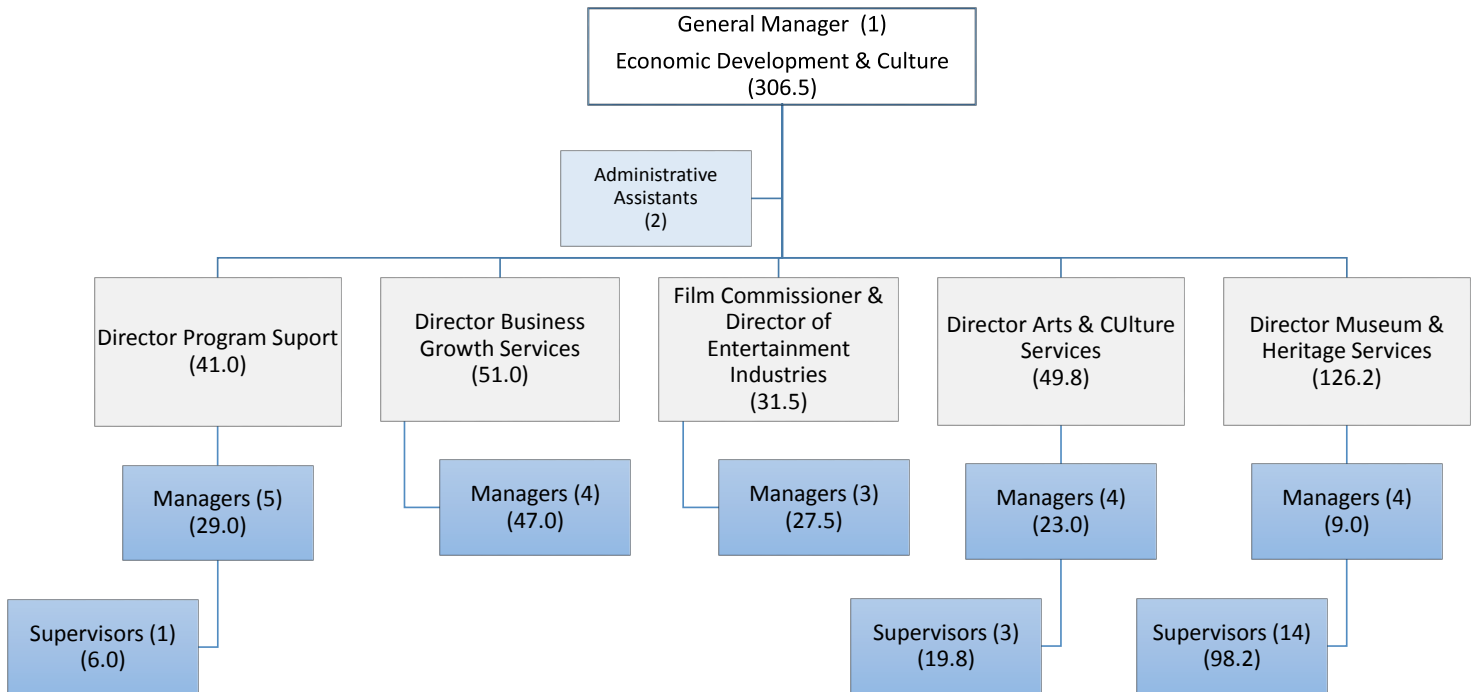 General Manager (1)
Economic Development & Culture
(306.5)
Administrative
Assistants
(2)
Director Program Suport
(41.0)
Director Business
Growth Services
(51.0)
Film Commissioner &
Director of
Entertainment
Industries
(31.5)
Director Arts & CUlture
Services
(49.8)
Director Museum &
Heritage Services
(126.2)
Managers (5)
(29.0)
Managers (4)
(47.0)
Managers (3)
(27.5)
Managers (4)
(23.0)
Managers (4)
(9.0)
Supervisors (1)
(6.0)
Supervisors (3)
(19.8)
Supervisors (14)
(98.2)